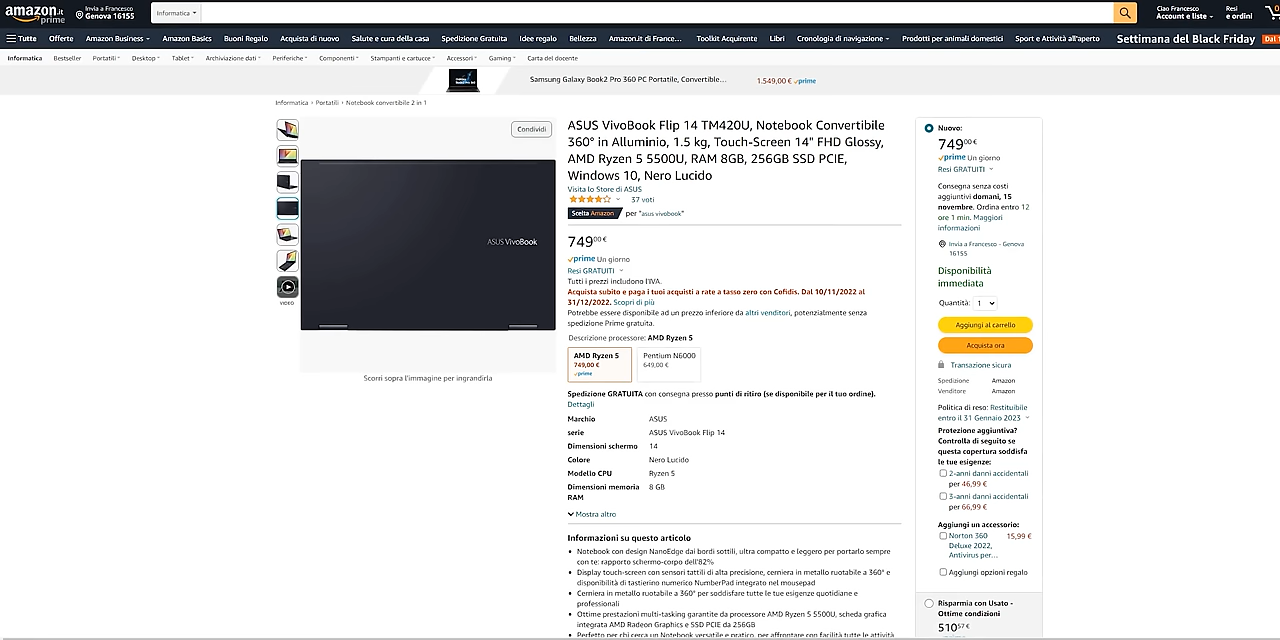 amazon.it
prime
Invia a Francesco
Genova 16155
Informatica
Ciao Francesco
Account e liste
Resi
e ordini
0
Tutte
Offerte
Amazon Business
Amazon Basics
Buoni Regalo
Acquista di nuovo
Salute e cura della casa
Spedizione Gratuita
Idee regalo
Bellezza
Amazon.it di France...
Toolkit Acquirente
Libri
Cronologia di navigazione
Prodotti per animali domestici
Sport e Attività all'aperto
Settimana del Black Friday
Dal 1
Informatica
Bestseller
Portatili
Desktop
Tablet
Archiviazione dati
Periferiche
Componenti
Stampanti e cartucce
Accessori
Gaming
Carta del docente
Samsung Galaxy Book2 Pro 360 PC Portatile, Convertibile...
1.549,00 € prime
Informatica › Portatili › Notebook convertibile 2 in 1
Condividi
ASUS VivoBook
VIDEO
Scorri sopra l'immagine per ingrandirla
ASUS VivoBook Flip 14 TM420U, Notebook Convertibile
360° in Alluminio, 1.5 kg, Touch-Screen 14" FHD Glossy,
AMD Ryzen 5 5500U, RAM 8GB, 256GB SSD PCIE,
Windows 10, Nero Lucido
Visita lo Store di ASUS
37 voti
Scelta Amazon per "asus vivobook"
749,00 €
prime Un giorno
Resi GRATUITI
Tutti i prezzi includono l'IVA.
Acquista subito e paga i tuoi acquisti a rate a tasso zero con Cofidis. Dal 10/11/2022 al
31/12/2022. Scopri di più
Potrebbe essere disponibile ad un prezzo inferiore da altri venditori, potenzialmente senza
spedizione Prime gratuita.
Descrizione processore: AMD Ryzen 5
AMD Ryzen 5
749,00 €
prime
Pentium N6000
649,00 €
Spedizione GRATUITA con consegna presso punti di ritiro (se disponibile per il tuo ordine).
Dettagli
Marchio ASUS
serie ASUS VivoBook Flip 14
Dimensioni schermo 14
Colore Nero Lucido
Modello CPU Ryzen 5
Dimensioni memoria 8 GB
RAM
Mostra altro
Informazioni su questo articolo
• Notebook con design NanoEdge dai bordi sottili, ultra compatto e leggero per portarlo sempre
con te: rapporto schermo-corpo dell'82%
• Display touch-screen con sensori tattili di alta precisione, cerniera in metallo ruotabile a 360° e
disponibilità di tastierino numerico NumberPad integrato nel mousepad
• Cerniera in metallo ruotabile a 360° per soddisfare tutte le tue esigenze quotidiane e
professionali
• Ottime prestazioni multi-tasking garantite da processore AMD Ryzen 5 5500U, scheda grafica
integrata AMD Radeon Graphics e SSD PCIE da 256GB
• Perfetto per chi cerca un Notebook versatile e pratico, per affrontare con facilità tutte le attività
Nuovo:
749,00 €
prime Un giorno
Resi GRATUITI
Consegna senza costi
aggiuntivi domani, 15
novembre. Ordina entro 12
ore 1 min. Maggiori
informazioni
Invia a Francesco - Genova
16155
Disponibilità
immediata
Quantità: 1
Aggiungi al carrello
Acquista ora
Transazione sicura
Spedizione Amazon
Venditore Amazon
Politica di reso: Restituibile
entro il 31 Gennaio 2023
Protezione aggiuntiva?
Controlla di seguito se
questa copertura soddisfa
le tue esigenze:
2-anni danni accidentali
per 46,99 €
3-anni danni accidentali
per 66,99 €
Aggiungi un accessorio:
Norton 360 15,99 €
Deluxe 2022,
Antivirus per...
Aggiungi opzioni regalo
Risparmia con Usato -
Ottime condizioni
510,57 €